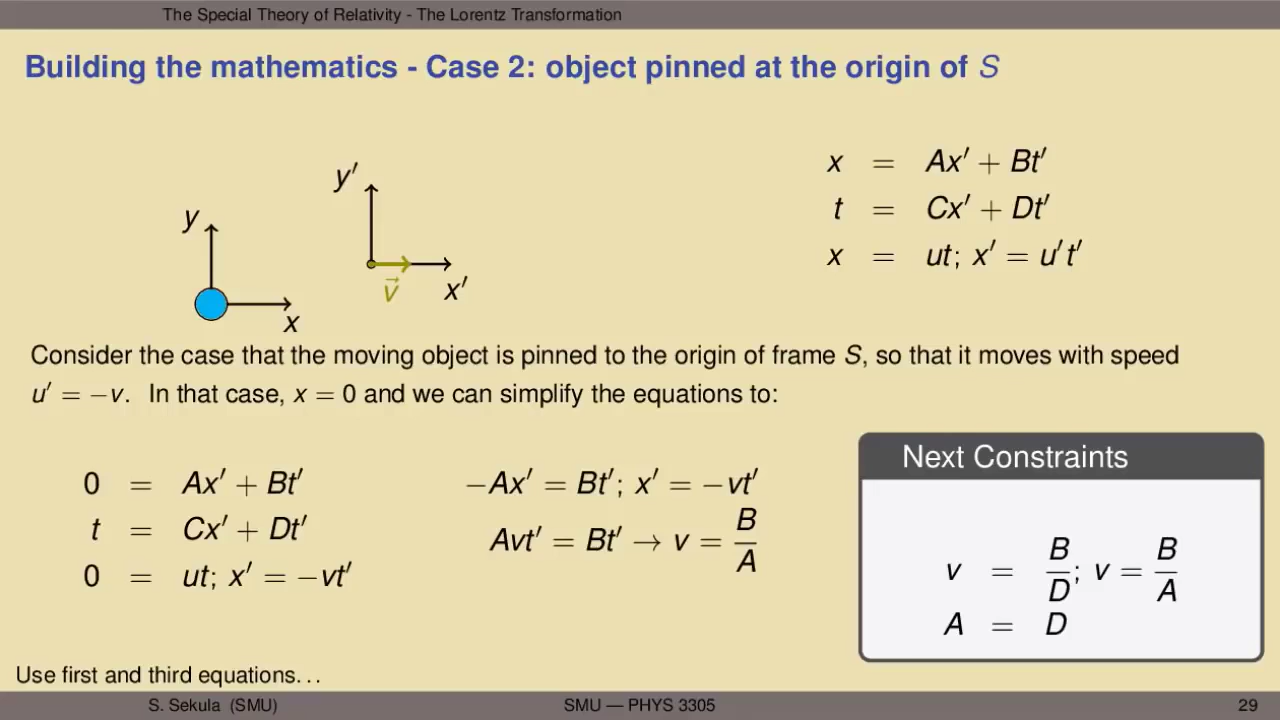 The Special Theory of Relativity - The Lorentz Transformation
Building the mathematics - Case 2: object pinned at the origin of S
y
x
y′
v⃗
x′
x = Ax′ + Bt′
t = Cx′ + Dt′
x = ut; x′ = u′t′
Consider the case that the moving object is pinned to the origin of frame S, so that it moves with speed
u′ = −v. In that case, x = 0 and we can simplify the equations to:
0 = Ax′ + Bt′
t = Cx′ + Dt′
0 = ut; x′ = −vt′
−Ax′ = Bt′; x′ = −vt′
Avt′ = Bt′ → v = B/A
Next Constraints
v = B/D; v = B/A
A = D
Use first and third equations...
S. Sekula (SMU) SMU — PHYS 3305 29